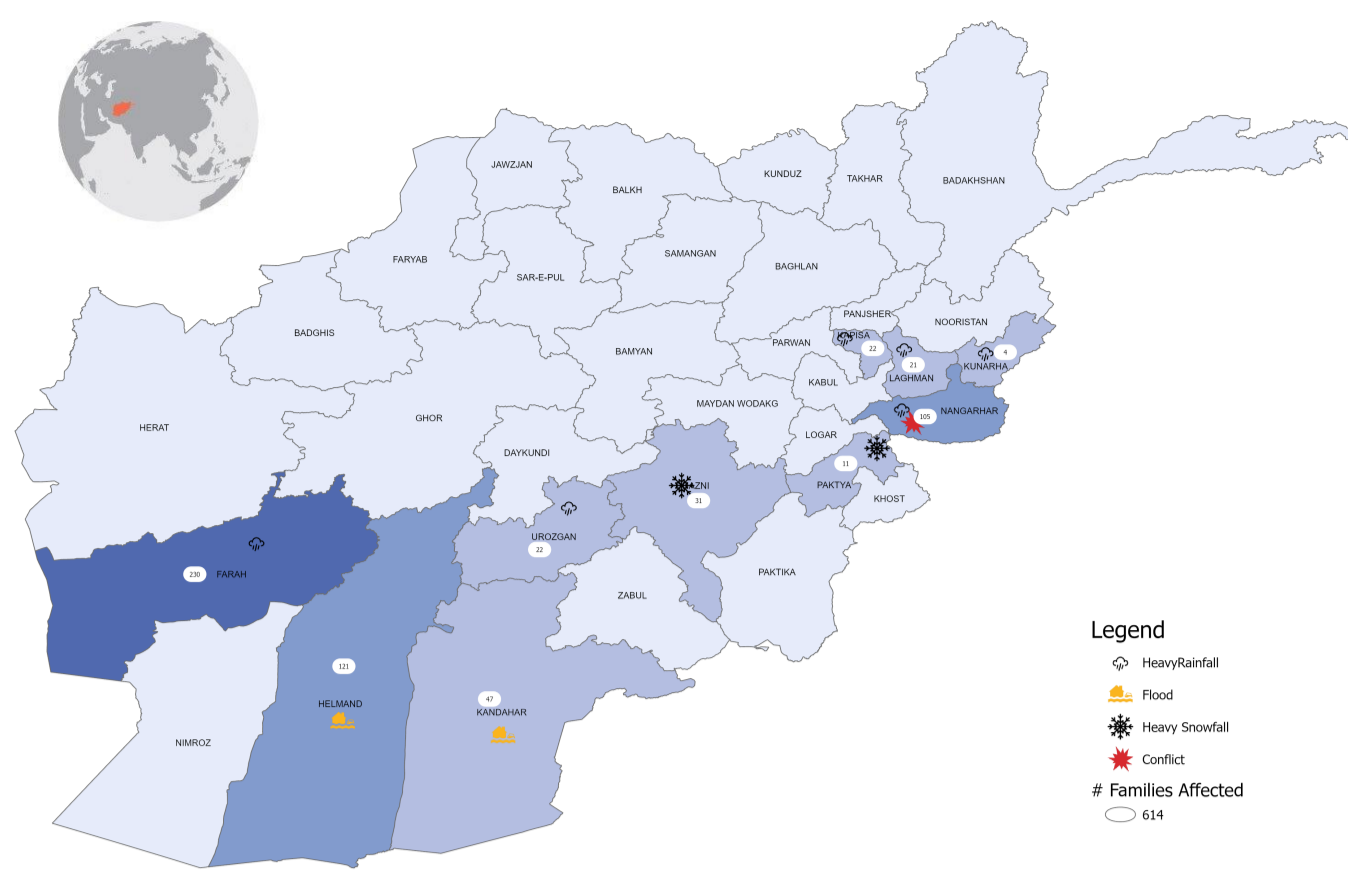 JAWZJAN
BALKH
KUNDUZ
TAKHAR
BADAKHSHAN
FARYAB
SAR-E-PUL
SAMANGAN
BAGHLAN
BADGHIS
PANJSHER
NOORISTAN
KAPISA
22
PARWAN
BAMYAN
4
KUNARHA
21
LAGHMAN
KABUL
MAYDAN WODAKG
NANGARHAR
105
HERAT
GHOR
LOGAR
DAYKUNDI
11
PAKTYA
KHOST
ZNI
31
UROZGAN
22
230
FARAH
PAKTIKA
ZABUL
121
HELMAND
47
KANDAHAR
NIMROZ
Legend
HeavyRainfall
Flood
Heavy Snowfall
Conflict
# Families Affected
614